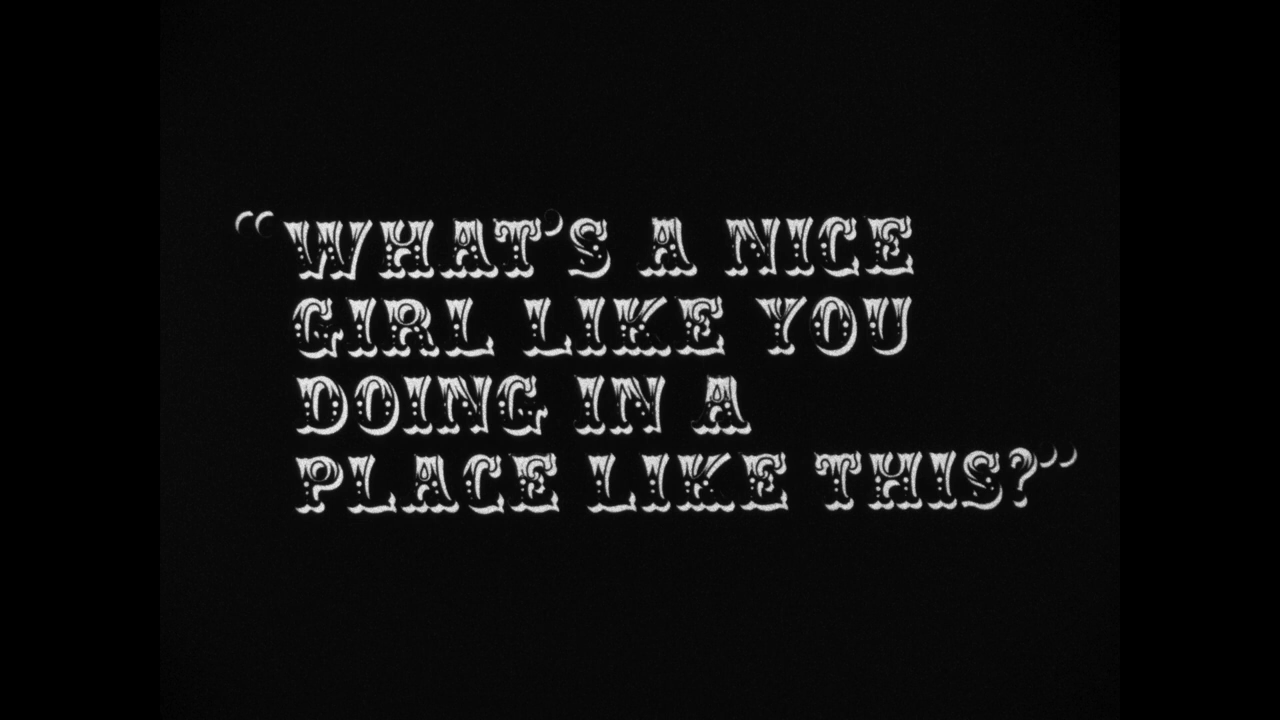 “WHAT’S A NICE
GIRL LIKE YOU
DOING IN A
PLACE LIKE THIS?”